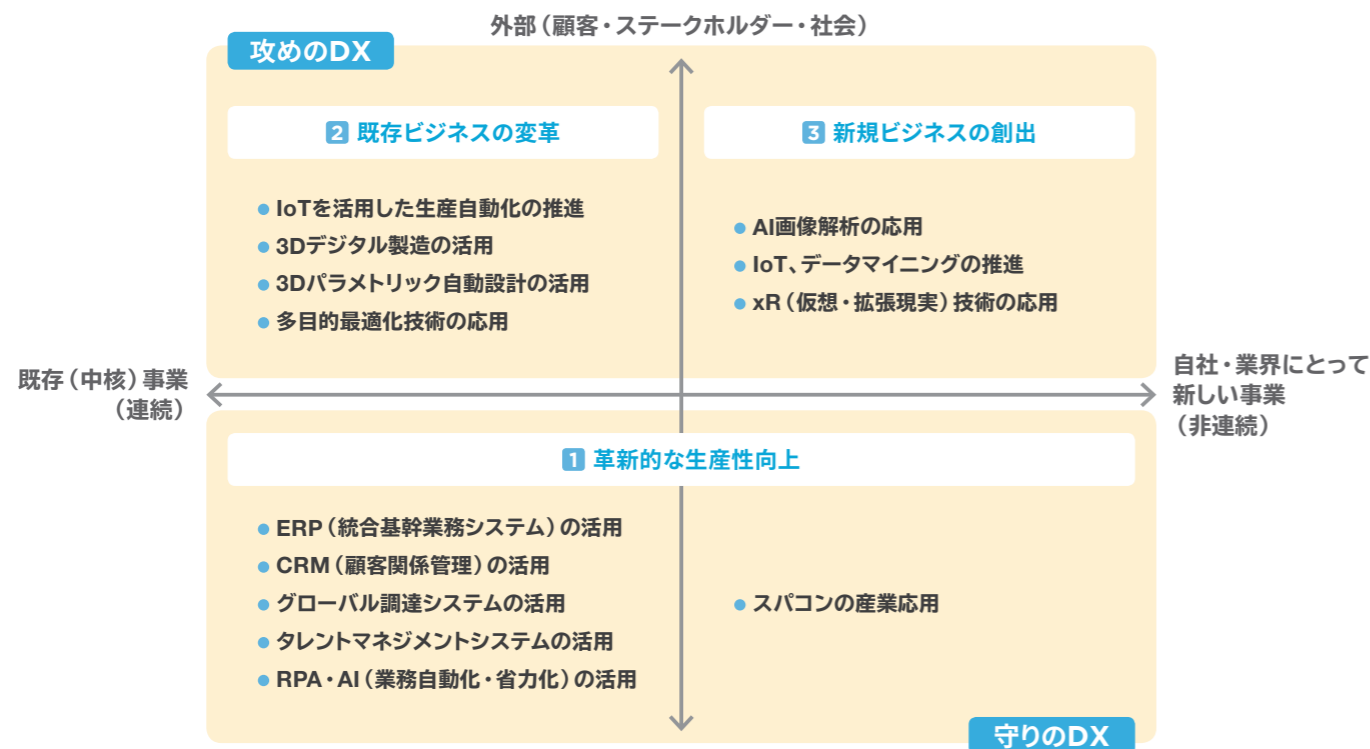 外部（顧客・ステークホルダー・社会）
攻めのDX
2 既存ビジネスの変革
IoTを活用した生産自動化の推進
3Dデジタル製造の活用
3Dパラメトリック自動設計の活用
多目的最適化技術の応用
3 新規ビジネスの創出
AI画像解析の応用
IoT、データマイニングの推進
xR（仮想・拡張現実）技術の応用
既存（中核）事業
（連続）
自社・業界にとって
新しい事業
（非連続）
1 革新的な生産性向上
ERP（統合基幹業務システム）の活用
CRM（顧客関係管理）の活用
グローバル調達システムの活用
タレントマネジメントシステムの活用
RPA・AI（業務自動化・省力化）の活用
スパコンの産業応用
守りのDX